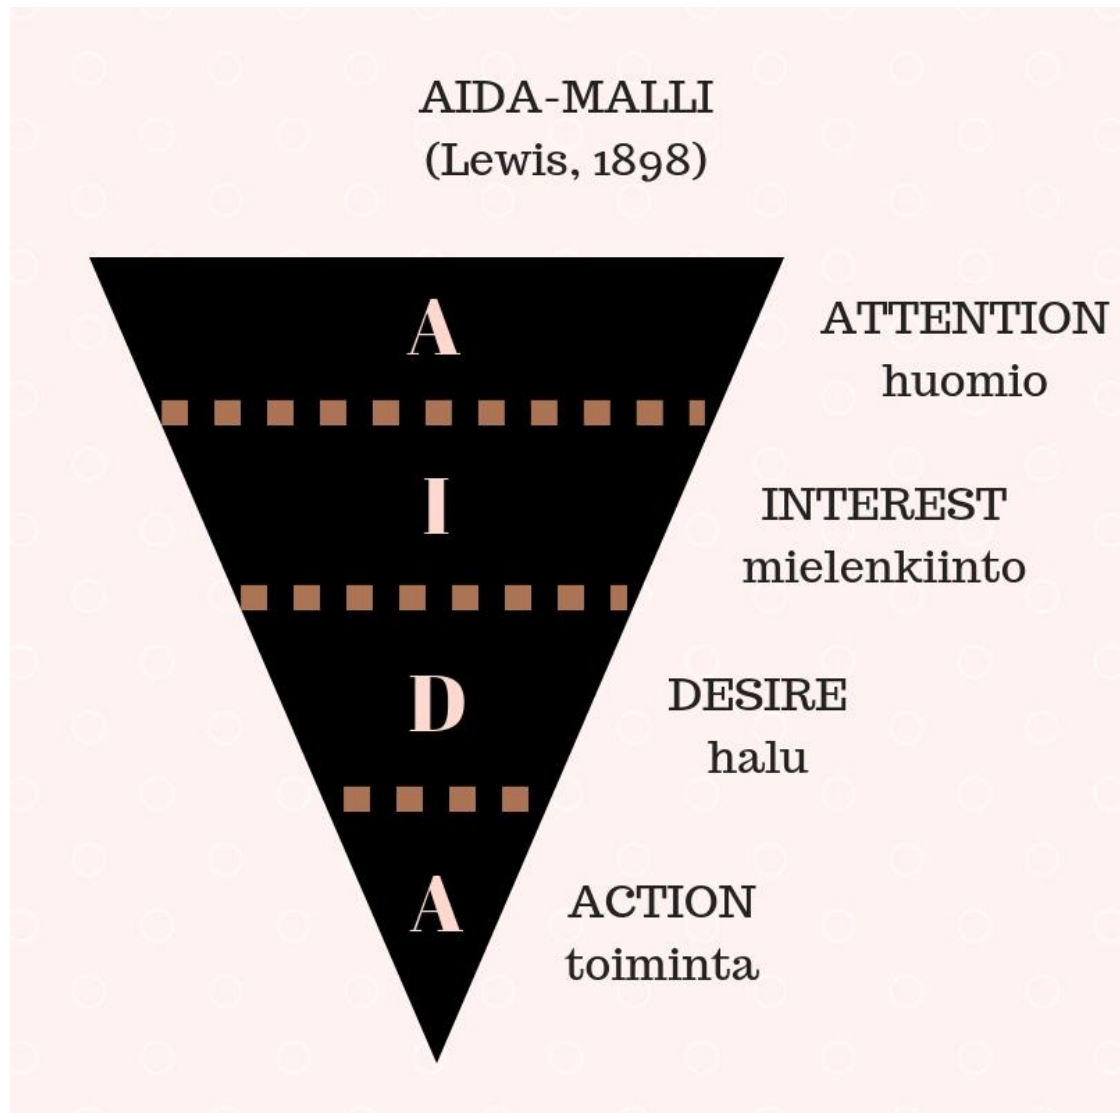 AIDA-MALLI
(Lewis, 1898)
A
ATTENTION
huomio
I
INTEREST
mielenkiinto
D
DESIRE
halu
A
ACTION
toiminta